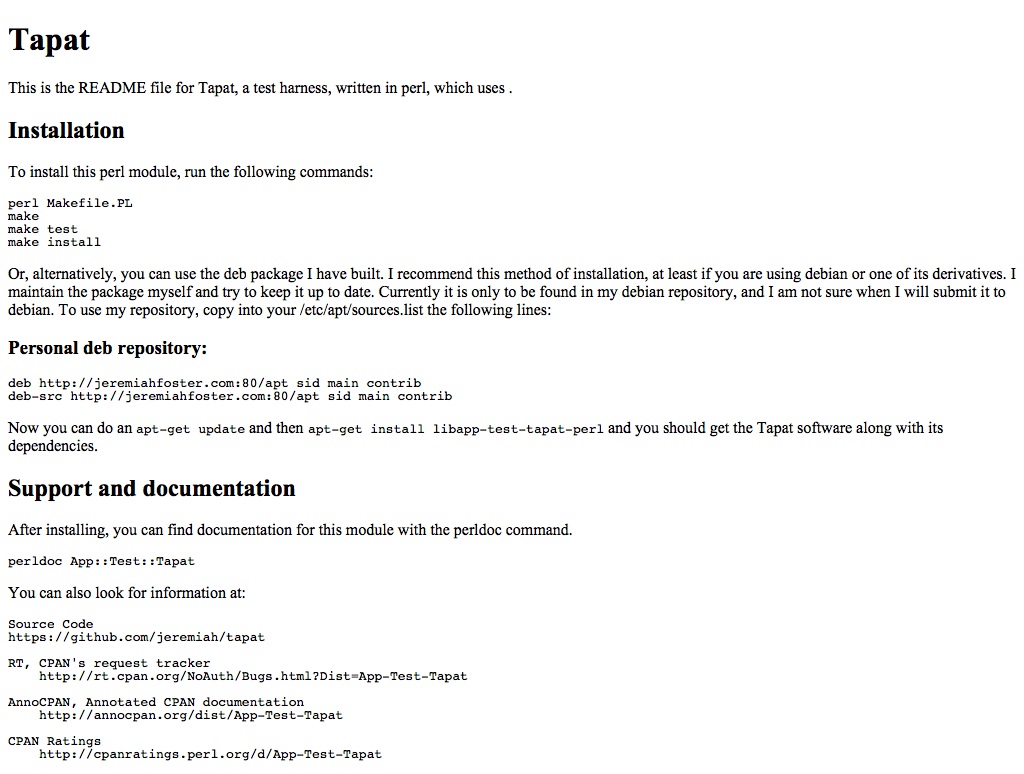 Tapat
This is the README file for Tapat, a test harness, written in perl, which uses .
Installation
To install this perl module, run the following commands:
perl Makefile.PL
make
make test
make install
Or, alternatively, you can use the deb package I have built. I recommend this method of installation, at least if you are using debian or one of its derivatives. I
maintain the package myself and try to keep it up to date. Currently it is only to be found in my debian repository, and I am not sure when I will submit it to
debian. To use my repository, copy into your /etc/apt/sources.list the following lines:
Personal deb repository:
deb http://jeremiahfoster.com:80/apt sid main contrib
deb-src http://jeremiahfoster.com:80/apt sid main contrib
Now you can do an apt-get update and then apt-get install libapp-test-tapat-perl and you should get the Tapat software along with its
dependencies.
Support and documentation
After installing, you can find documentation for this module with the perldoc command.
perldoc App::Test::Tapat
You can also look for information at:
Source Code
https://github.com/jeremiah/tapat
RT, CPAN's request tracker
http://rt.cpan.org/NoAuth/Bugs.html?Dist=App-Test-Tapat
AnnoCPAN, Annotated CPAN documentation
http://annocpan.org/dist/App-Test-Tapat
CPAN Ratings
http://cpanratings.perl.org/d/App-Test-Tapat